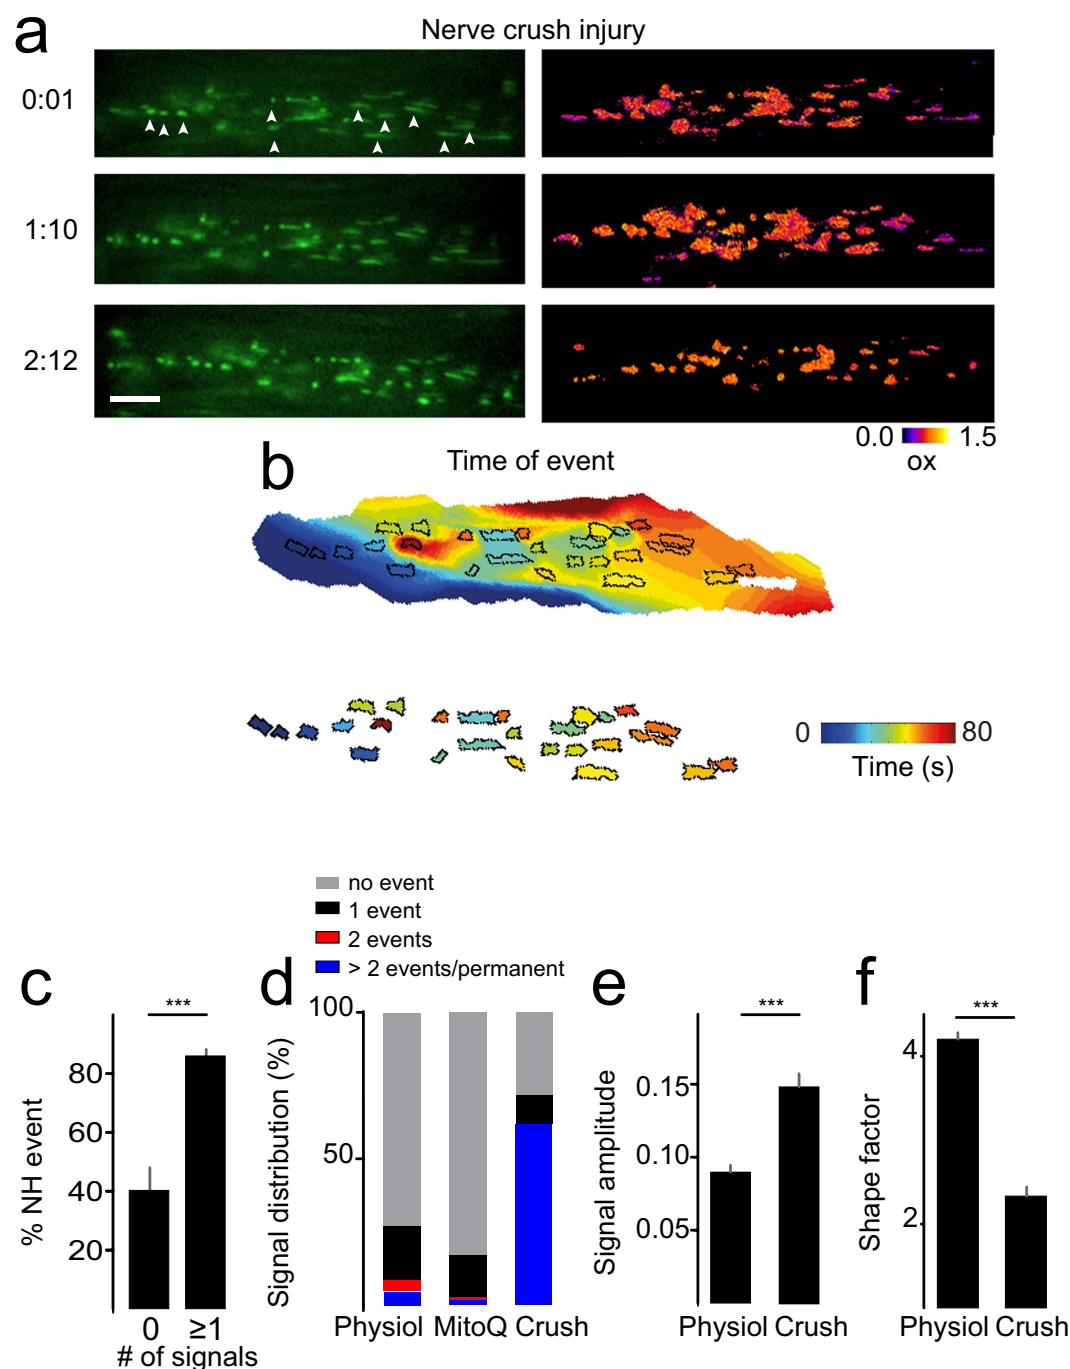 a
Nerve crush injury
0:01
1:10
2:12
0.0 1.5
ox
b
Time of event
0 80
Time (s)
no event
1 event
2 events
> 2 events/permanent
c
***
% NH event
80
60
40
20
0 ≥1
# of signals
d
Signal distribution (%)
100
50
Physiol MitoQ Crush
e
***
Signal amplitude
0.15
0.10
0.05
Physiol Crush
f
***
Shape factor
4
2
Physiol Crush